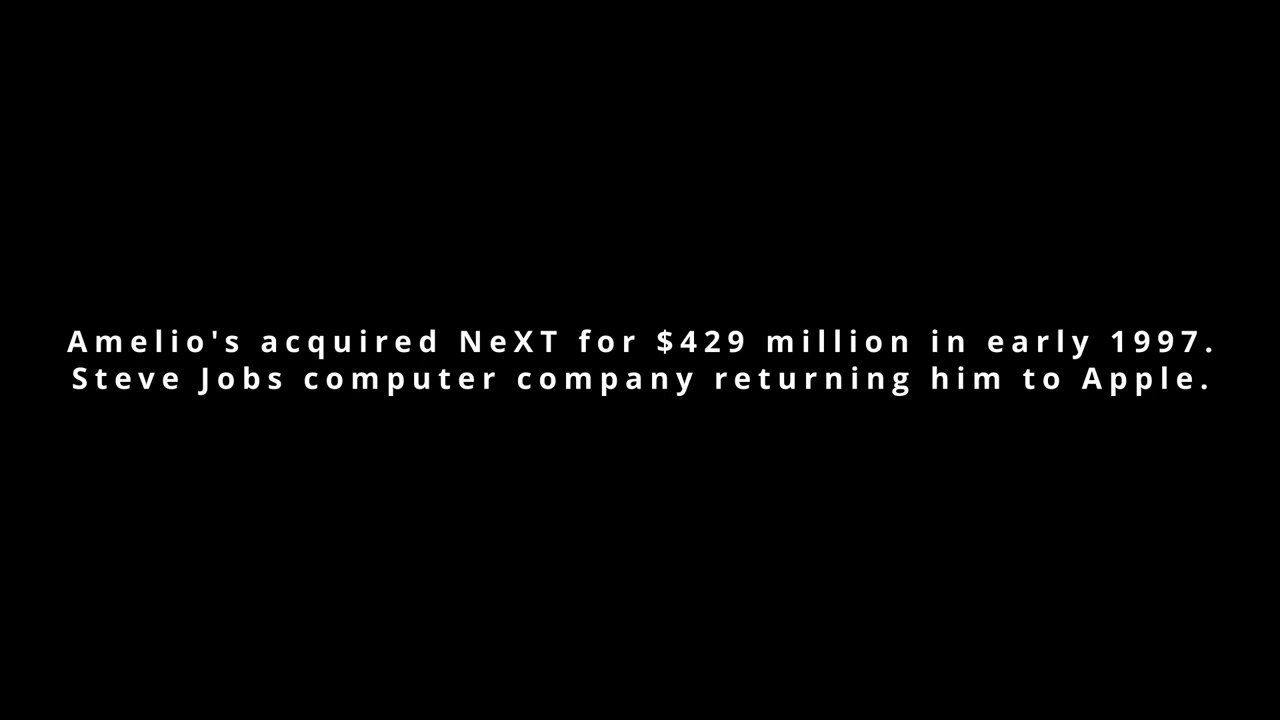 Amelio's acquired NeXT for $429 million in early 1997.
Steve Jobs computer company returning him to Apple.